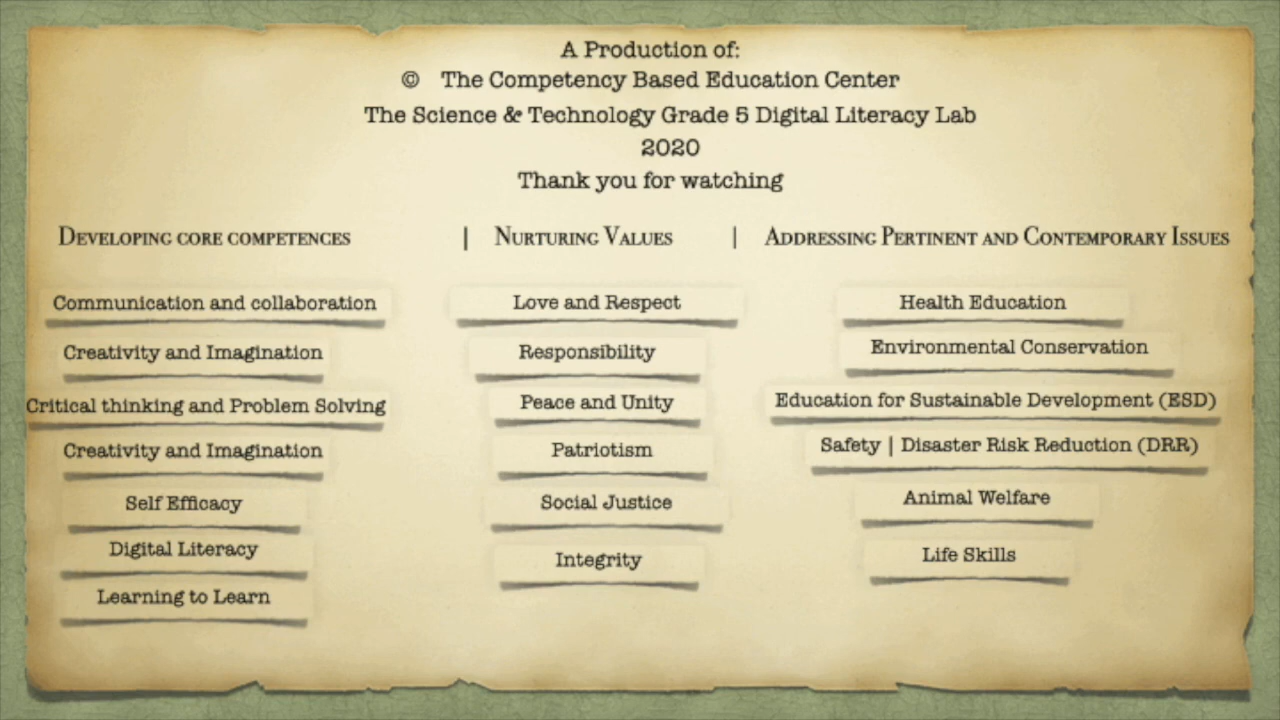 A Production of:
© The Competency Based Education Center
The Science & Technology Grade 5 Digital Literacy Lab
2020
Thank you for watching
Developing core competences | Nurturing Values | Addressing Pertinent and Contemporary Issues
Communication and collaboration
Creativity and Imagination
Critical thinking and Problem Solving
Creativity and Imagination
Self Efficacy
Digital Literacy
Learning to Learn
Love and Respect
Responsibility
Peace and Unity
Patriotism
Social Justice
Integrity
Health Education
Environmental Conservation
Education for Sustainable Development (ESD)
Safety | Disaster Risk Reduction (DRR)
Animal Welfare
Life Skills